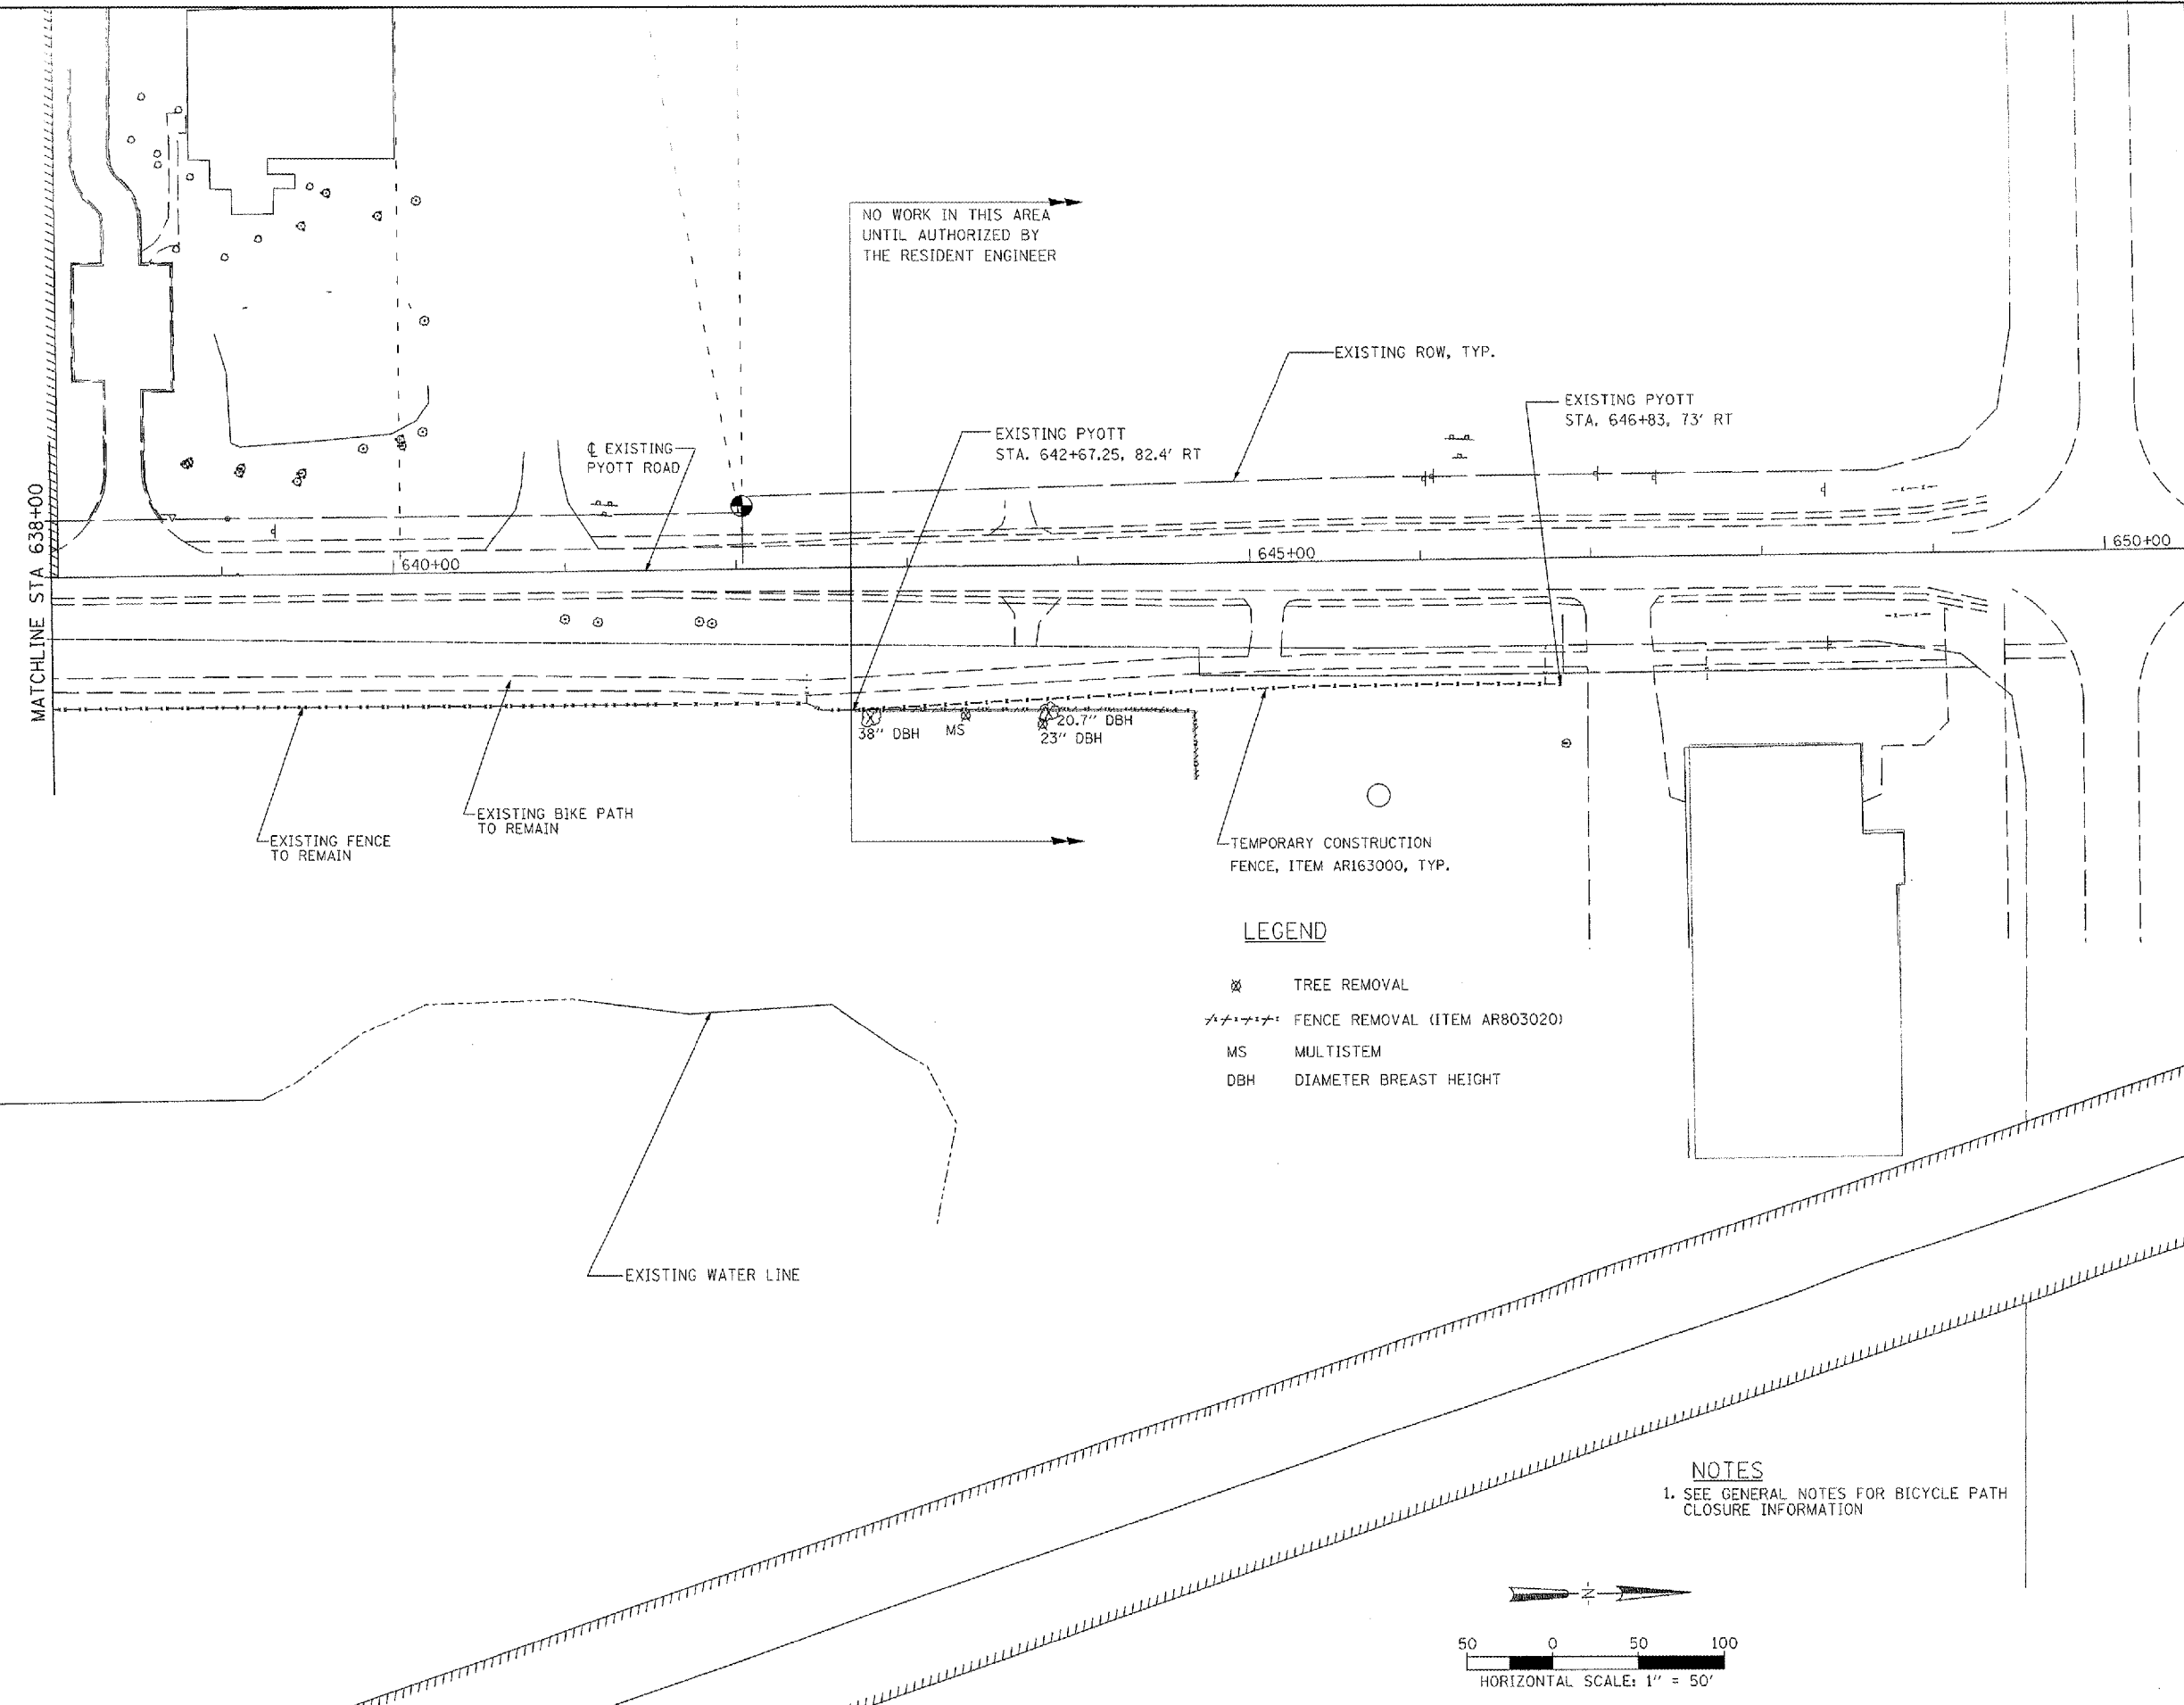 NO WORK IN THIS AREA
UNTIL AUTHORIZED BY
THE RESIDENT ENGINEER
EXISTING ROW, TYP.
EXISTING PYOTT
STA. 646+83, 73' RT
EXISTING PYOTT
STA. 642+67.25, 82.4' RT
℄ EXISTING
PYOTT ROAD
MATCHLINE STA 638+00
640+00
645+00
650+00
38" DBH
MS
20.7" DBH
23" DBH
EXISTING BIKE PATH
TO REMAIN
EXISTING FENCE
TO REMAIN
TEMPORARY CONSTRUCTION
FENCE, ITEM AR163000, TYP.
LEGEND
TREE REMOVAL
FENCE REMOVAL (ITEM AR803020)
MS MULTISTEM
DBH DIAMETER BREAST HEIGHT
EXISTING WATER LINE
NOTES
1. SEE GENERAL NOTES FOR BICYCLE PATH
CLOSURE INFORMATION
N
50 0 50 100
HORIZONTAL SCALE: 1" = 50'